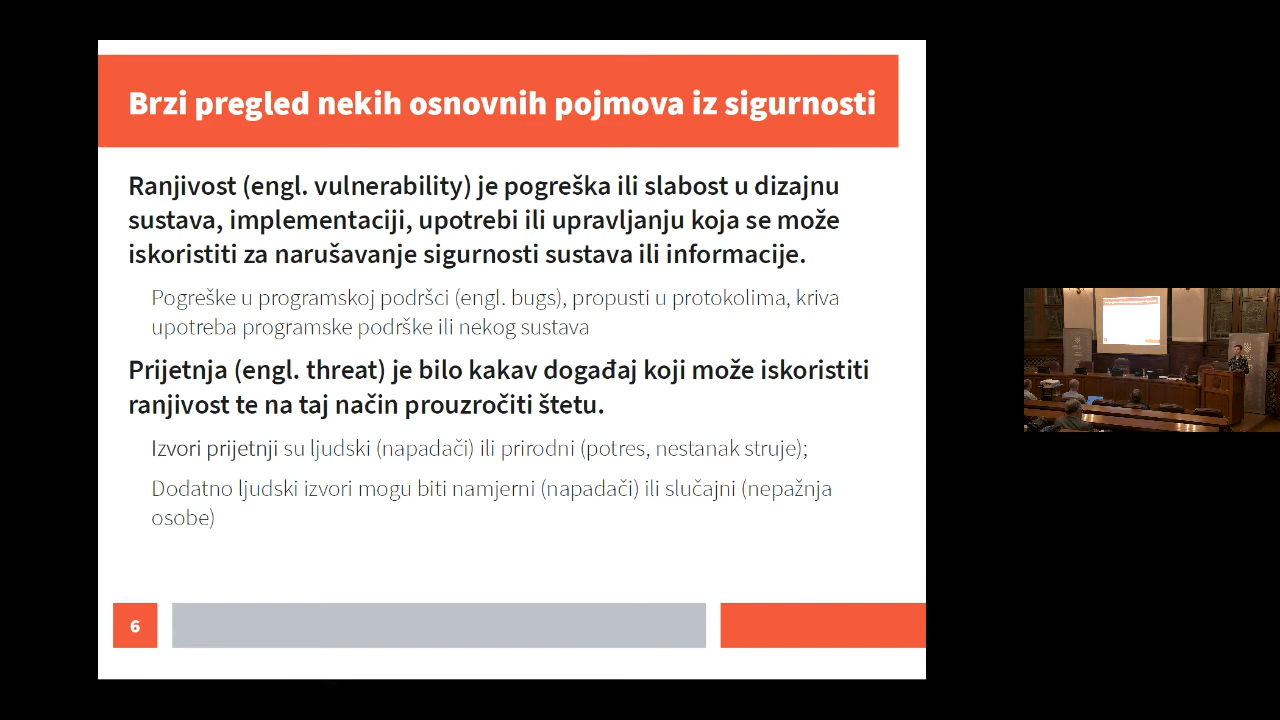 Brzi pregled nekih osnovnih pojmova iz sigurnosti
Ranjivost (engl. vulnerability) je pogreška ili slabost u dizajnu
sustava, implementaciji, upotrebi ili upravljanju koja se može
iskoristiti za narušavanje sigurnosti sustava ili informacije.
Pogreške u programskoj podršci (engl. bugs), propusti u protokolima, kriva
upotreba programske podrške ili nekog sustava
Prijetnja (engl. threat) je bilo kakav događaj koji može iskoristiti
ranjivost te na taj način prouzročiti štetu.
Izvori prijetnji su ljudski (napadači) ili prirodni (potres, nestanak struje);
Dodatno ljudski izvori mogu biti namjerni (napadači) ili slučajni (nepažnja
osobe)
6